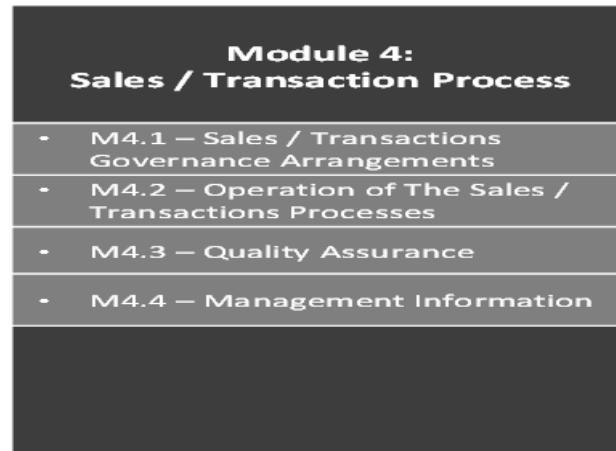 Module 4:
Sales / Transaction Process
• M4.1 – Sales / Transactions
Governance Arrangements
• M4.2 – Operation of The Sales /
Transactions Processes
• M4.3 – Quality Assurance
• M4.4 – Management Information